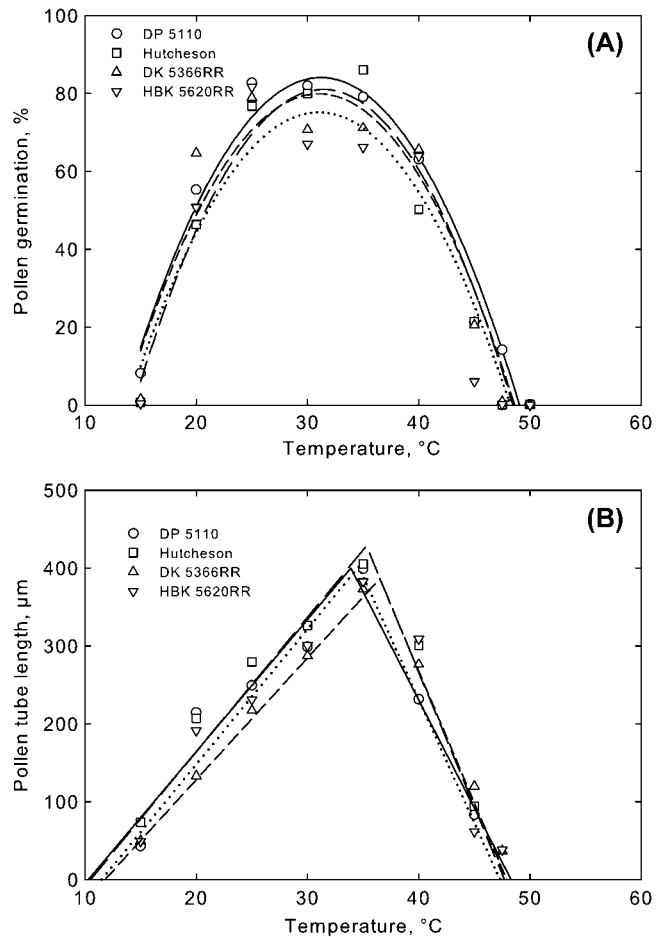 (A)
DP 5110
Hutcheson
DK 5366RR
HBK 5620RR
Pollen germination, %
100
80
60
40
20
0
10 20 30 40 50 60
Temperature, °C
(B)
DP 5110
Hutcheson
DK 5366RR
HBK 5620RR
Pollen tube length, µm
500
400
300
200
100
0
10 20 30 40 50 60
Temperature, °C